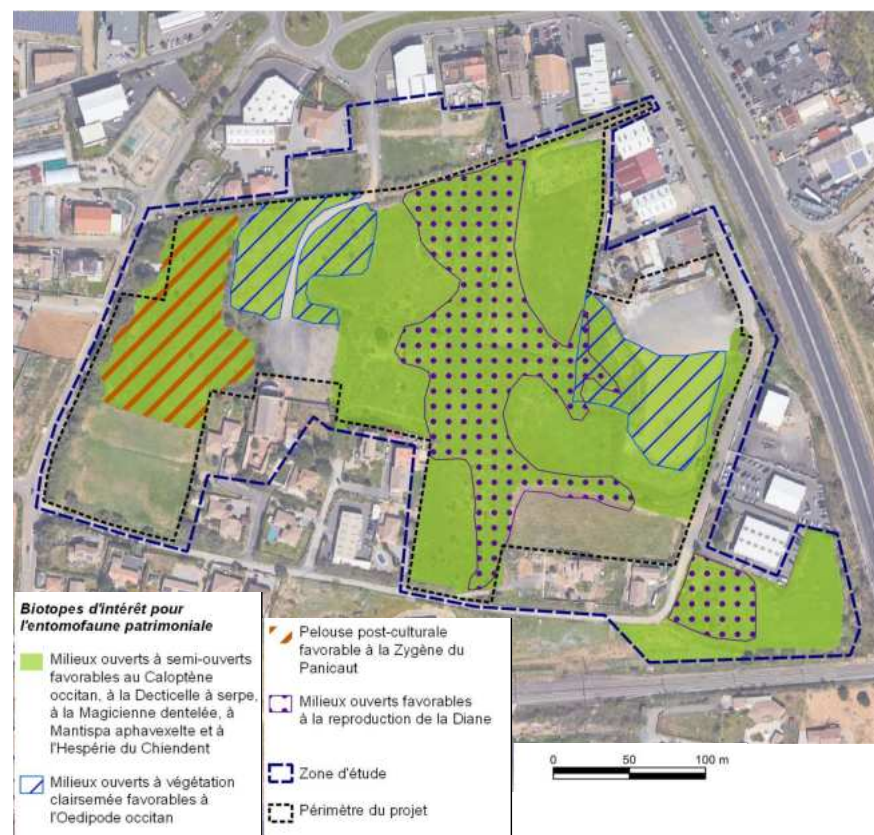 Biotopes d'intérêt pour
l'entomofaune patrimoniale
Milieux ouverts à semi-ouverts
favorables au Caloptène
occitan, à la Decticelle à serpe,
à la Magicienne dentelée, à
Mantispa aphavexelte et à
l'Hespérie du Chiendent
Milieux ouverts à végétation
clairsemée favorables à
l'Oedipode occitan
Pelouse post-culturale
favorable à la Zygène du
Panicaut
Milieux ouverts favorables
à la reproduction de la Diane
Zone d'étude
Périmètre du projet
0 50 100 m